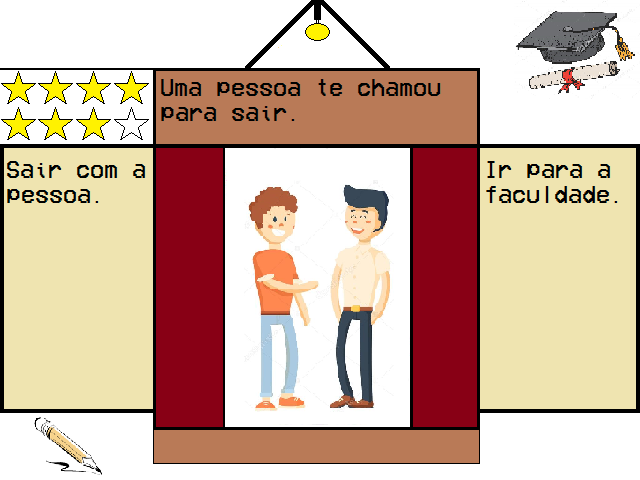 Uma pessoa te chamou
para sair.
Sair com a
pessoa.
Ir para a
faculdade.